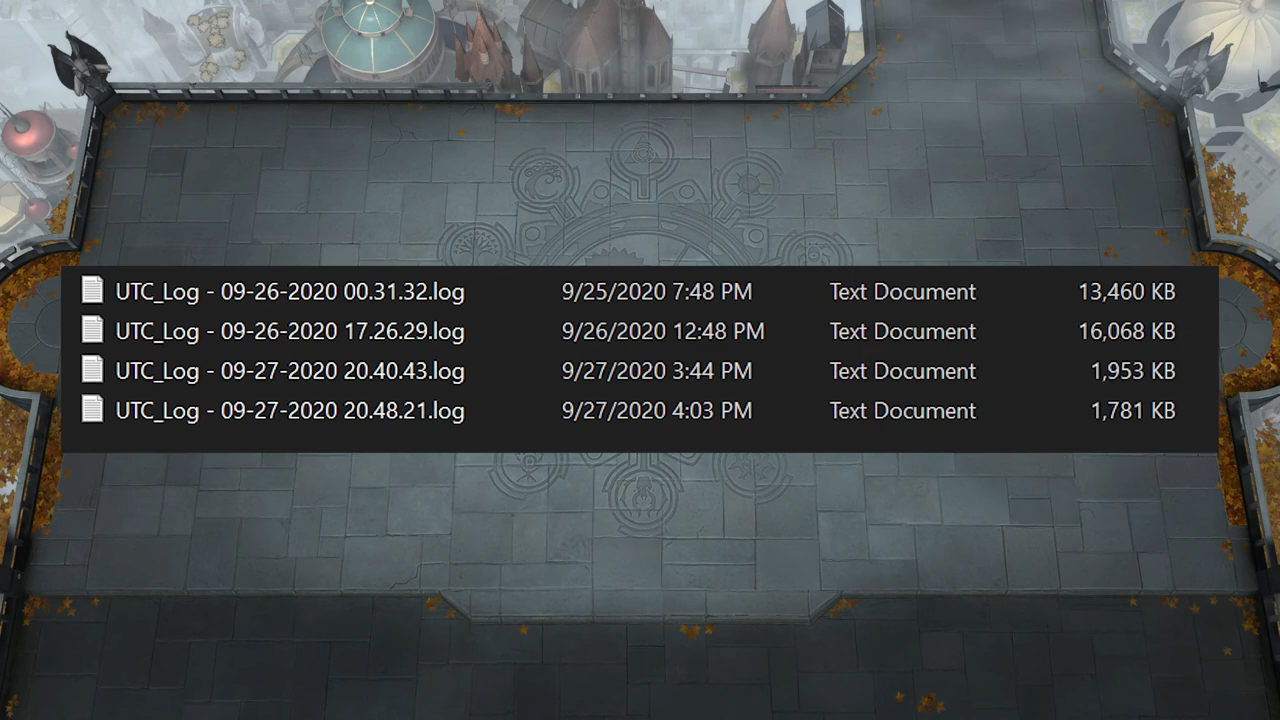 UTC_Log - 09-26-2020 00.31.32.log 9/25/2020 7:48 PM Text Document 13,460 KB
UTC_Log - 09-26-2020 17.26.29.log 9/26/2020 12:48 PM Text Document 16,068 KB
UTC_Log - 09-27-2020 20.40.43.log 9/27/2020 3:44 PM Text Document 1,953 KB
UTC_Log - 09-27-2020 20.48.21.log 9/27/2020 4:03 PM Text Document 1,781 KB